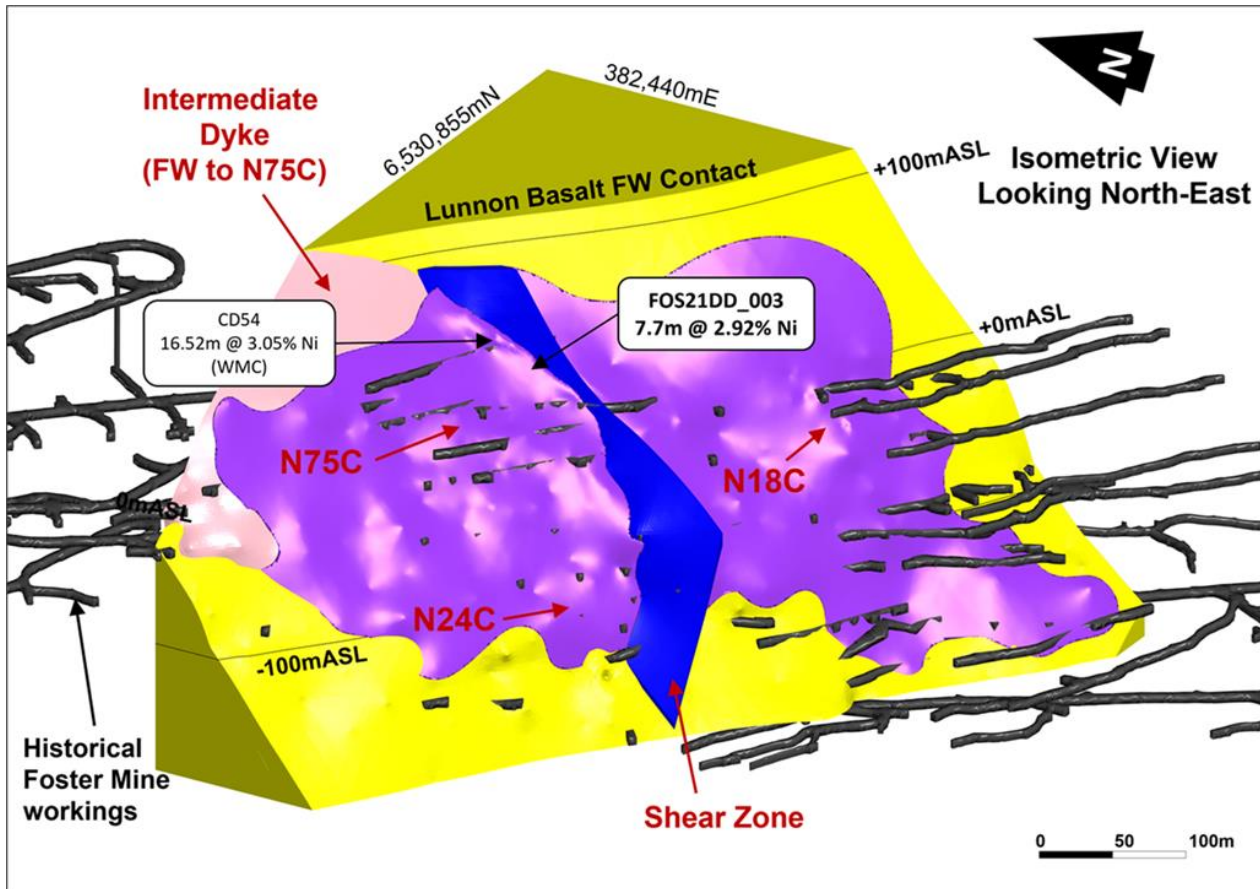 N
382,440mE
6,530,855mN
Intermediate
Dyke
(FW to N75C)
+100mASL
Isometric View
Looking North-East
Lunnon Basalt FW Contact
CD54
16.52m @ 3.05% Ni
(WMC)
FOS21DD_003
7.7m @ 2.92% Ni
+0mASL
N75C
N18C
0mASL
N24C
-100mASL
Historical
Foster Mine
workings
Shear Zone
0 50 100m